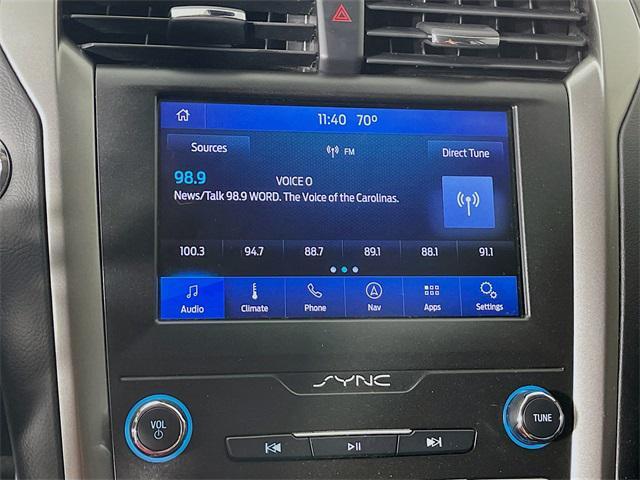 11:40 70°
Sources
FM
Direct Tune
98.9
VOICE O
News/Talk 98.9 WORD. The Voice of the Carolinas.
100.3 94.7 88.7 89.1 88.1 91.1
Audio Climate Phone Nav Apps Settings
SYNC
VOL
TUNE